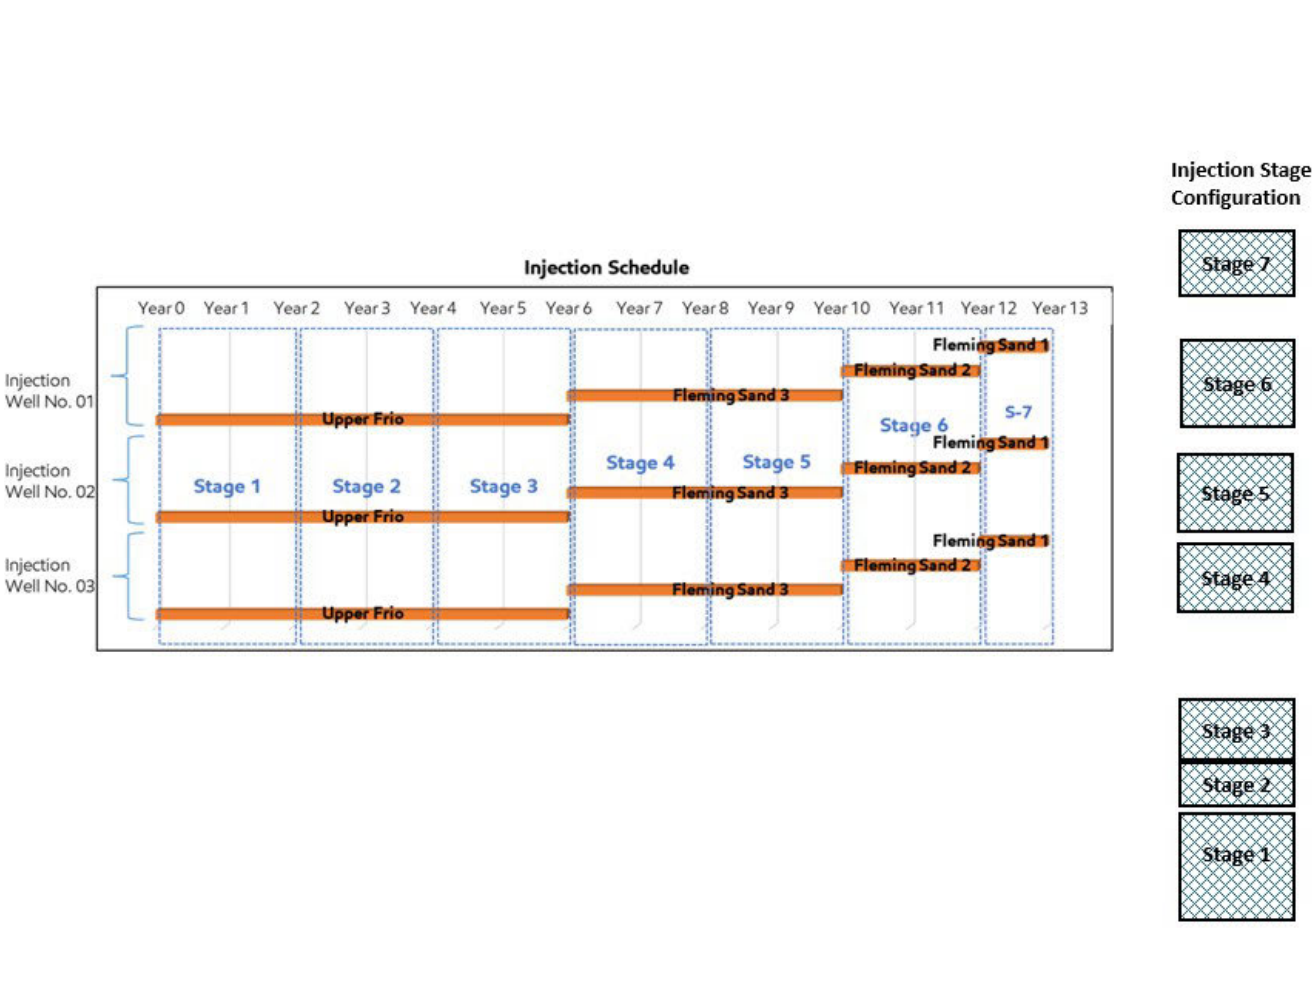 Injection Stage
Configuration
Stage 7
Injection Schedule
Year 0 Year 1 Year 2 Year 3 Year 4 Year 5 Year 6 Year 7 Year 8 Year 9 Year 10 Year 11 Year 12 Year 13
Fleming Sand 1
Fleming Sand 2
Injection
Well No. 01
Fleming Sand 3
Upper Frio
Stage 6
S-7
Fleming Sand 1
Injection
Well No. 02
Stage 4
Stage 5
Fleming Sand 2
Stage 1
Stage 2
Stage 3
Fleming Sand 3
Upper Frio
Fleming Sand 1
Injection
Well No. 03
Fleming Sand 2
Fleming Sand 3
Upper Frio
Stage 6
Stage 5
Stage 4
Stage 3
Stage 2
Stage 1